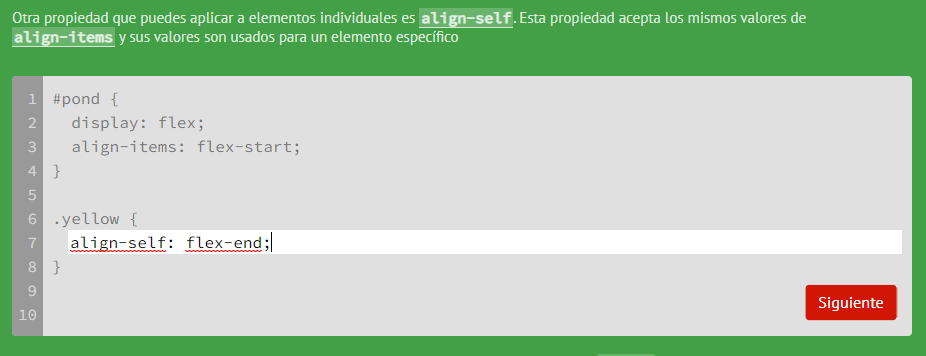 Otra propiedad que puedes aplicar a elementos individuales es align-self. Esta propiedad acepta los mismos valores de
align-items y sus valores son usados para un elemento específico
1 #pond {
2 display: flex;
3 align-items: flex-start;
4 }
5
6 .yellow {
7 align-self: flex-end;
8 }
9
10
Siguiente